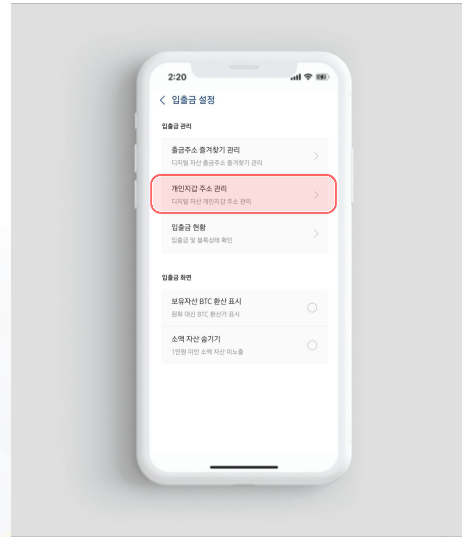 2:20
입출금 설정
입출금 관리
출금주소 즐겨찾기 관리
디지털 자산 출금주소 즐겨찾기 관리
개인지갑 주소 관리
디지털 자산 개인지갑 주소 관리
입출금 현황
입출금 및 블록상태 확인
입출금 화면
보유자산 BTC 환산 표시
원화 대신 BTC 환산가 표시
소액 자산 숨기기
1만원 미만 소액 자산 미노출